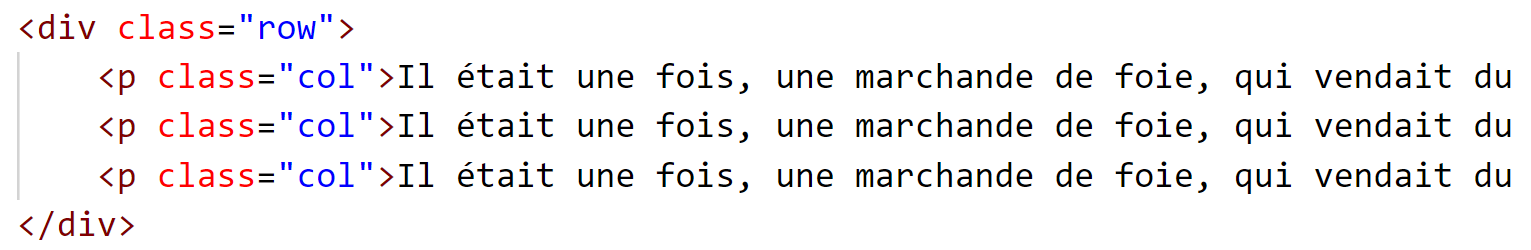 <div class="row">
    <p class="col">Il était une fois, une marchande de foie, qui vendait du
    <p class="col">Il était une fois, une marchande de foie, qui vendait du
    <p class="col">Il était une fois, une marchande de foie, qui vendait du
</div>